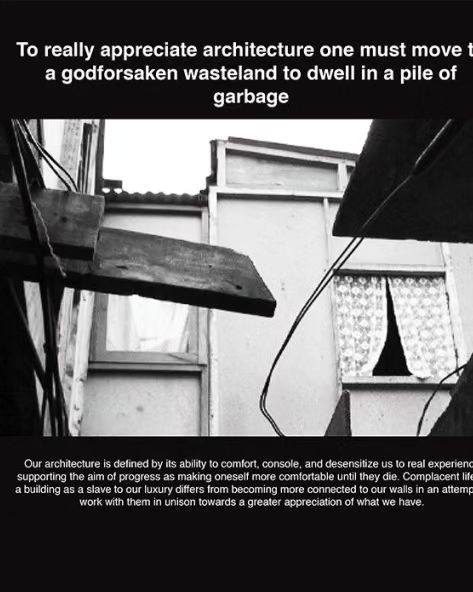 To really appreciate architecture one must move t
a godforsaken wasteland to dwell in a pile of
garbage
Our architecture is defined by its ability to comfort, console, and desensitize us to real experienc
supporting the aim of progress as making oneself more comfortable until they die. Complacent life
a building as a slave to our luxury differs from becoming more connected to our walls in an attemp
work with them in unison towards a greater appreciation of what we have.